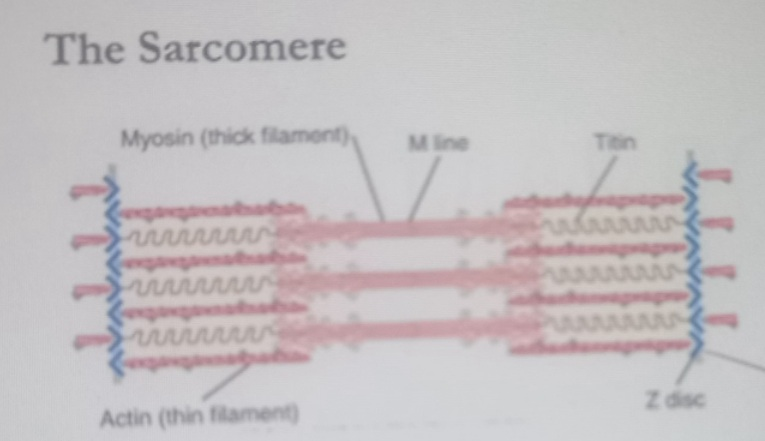 The Sarcomere
Myosin (thick filament)
M line
Titin
Actin (thin filament)
Z disc